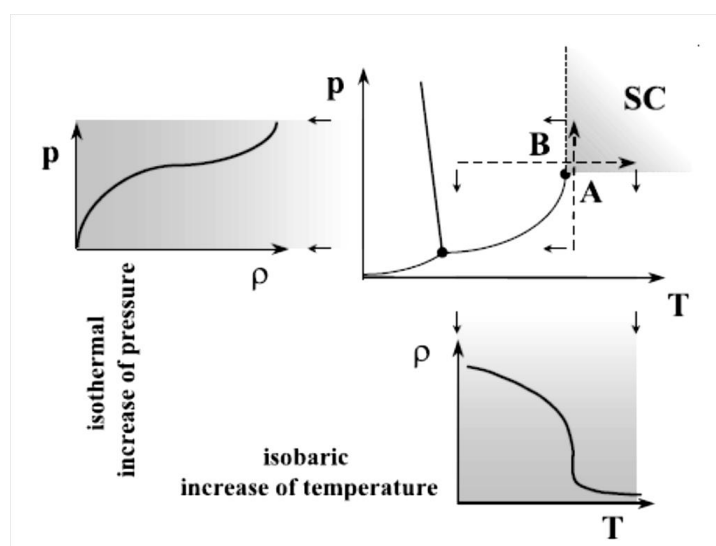 p
SC
p
B
A
ρ
T
isothermal
increase of pressure
ρ
isobaric
increase of temperature
T